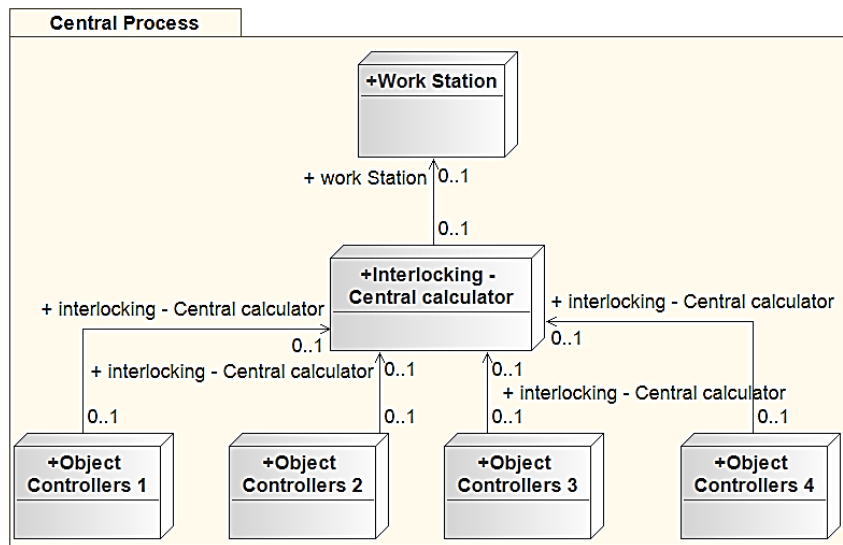 Central Process
+Work Station
+ work Station
0..1
0..1
+Interlocking -
Central calculator
+ interlocking - Central calculator
0..1
+ interlocking - Central calculator
0..1
+ interlocking - Central calculator
0..1
0..1
+ interlocking - Central calculator
0..1
0..1
0..1
0..1
+Object
Controllers 1
+Object
Controllers 2
+Object
Controllers 3
+Object
Controllers 4